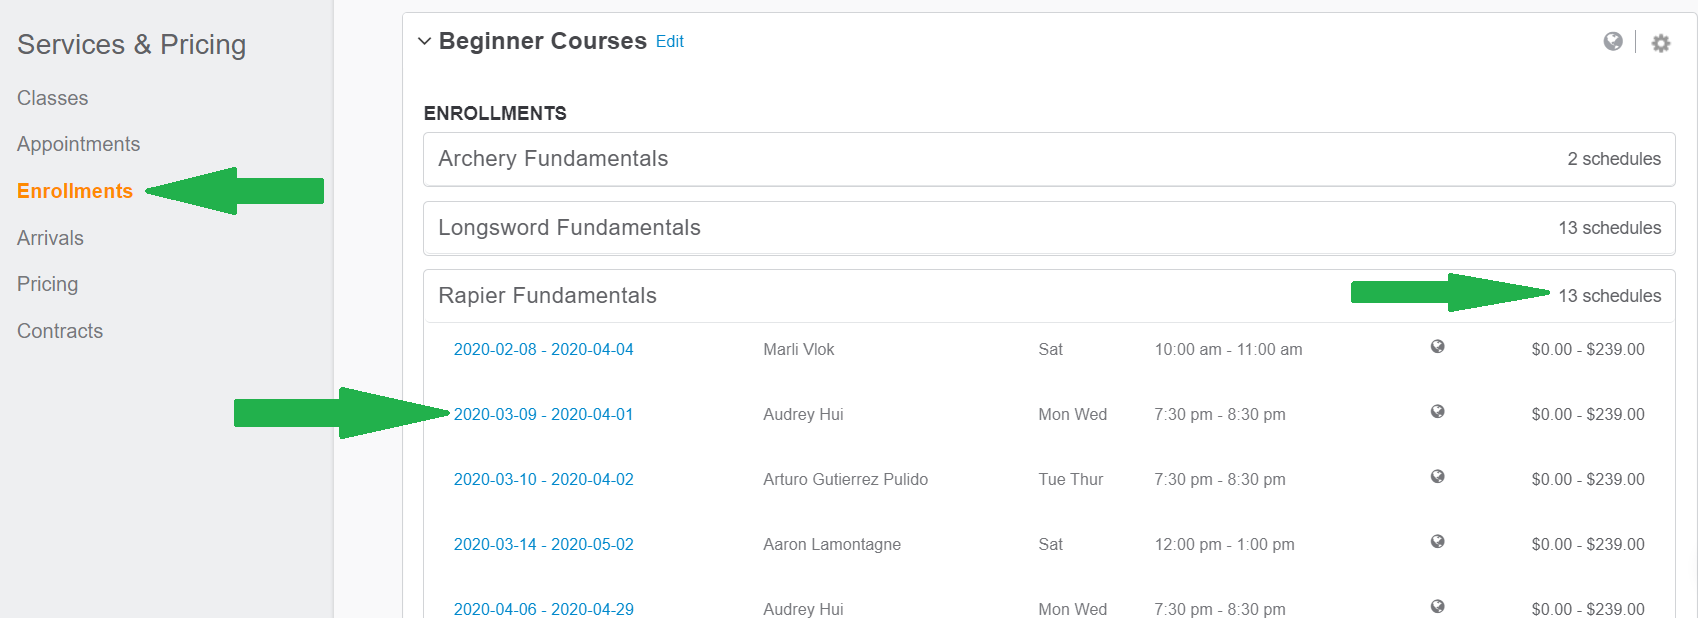 Services & Pricing
Classes
Appointments
Enrollments
Arrivals
Pricing
Contracts
Beginner Courses Edit
ENROLLMENTS
Archery Fundamentals 2 schedules
Longsword Fundamentals 13 schedules
Rapier Fundamentals 13 schedules
2020-02-08 - 2020-04-04 Marli Vlok Sat 10:00 am - 11:00 am $0.00 - $239.00
2020-03-09 - 2020-04-01 Audrey Hui Mon Wed 7:30 pm - 8:30 pm $0.00 - $239.00
2020-03-10 - 2020-04-02 Arturo Gutierrez Pulido Tue Thur 7:30 pm - 8:30 pm $0.00 - $239.00
2020-03-14 - 2020-05-02 Aaron Lamontagne Sat 12:00 pm - 1:00 pm $0.00 - $239.00
2020-04-06 - 2020-04-29 Audrey Hui Mon Wed 7:30 pm - 8:30 pm $0.00 - $239.00